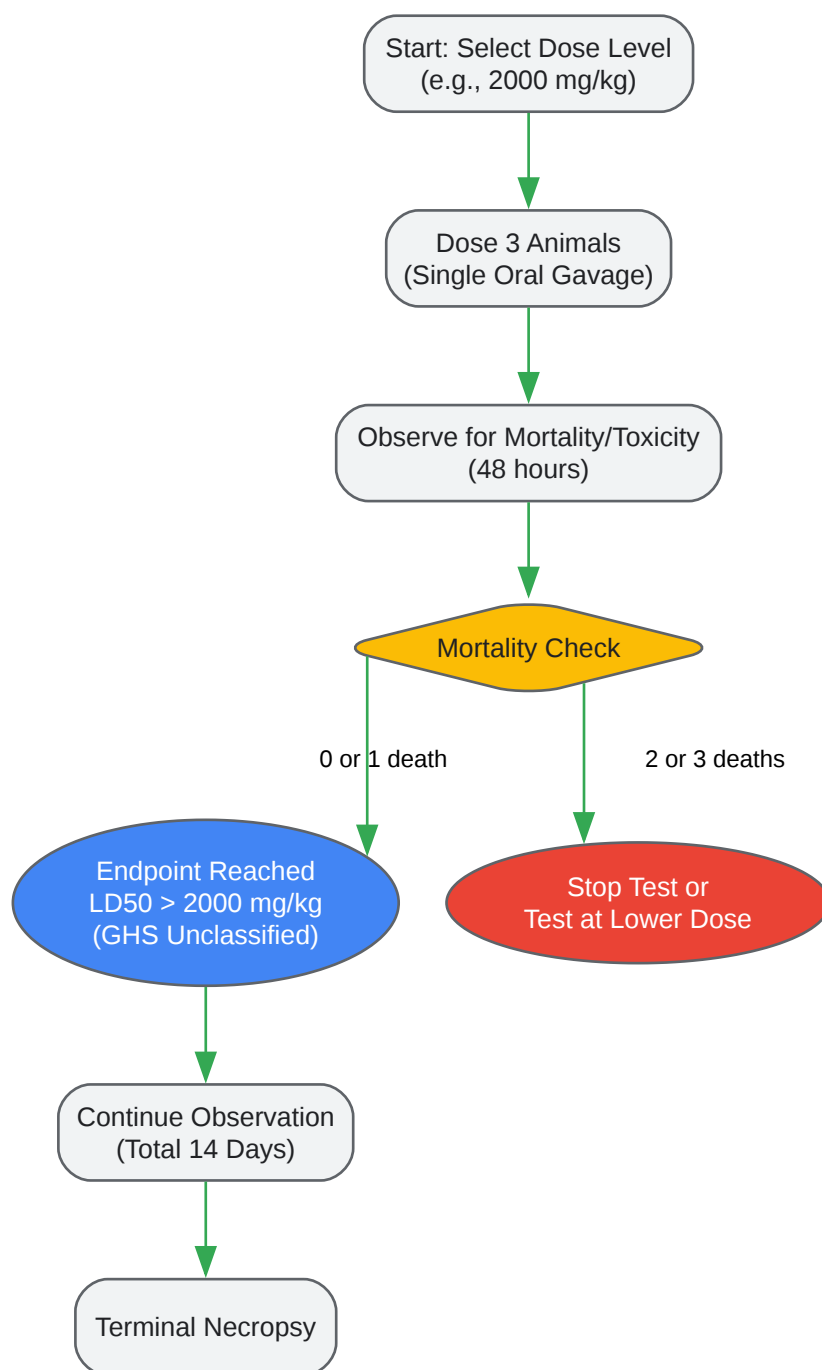 Start: Select Dose Level
(e.g., 2000 mg/kg)
Dose 3 Animals
(Single Oral Gavage)
Observe for Mortality/Toxicity
(48 hours)
Mortality Check
0 or 1 death
2 or 3 deaths
Endpoint Reached
LD50 > 2000 mg/kg
(GHS Unclassified)
Stop Test or
Test at Lower Dose
Continue Observation
(Total 14 Days)
Terminal Necropsy